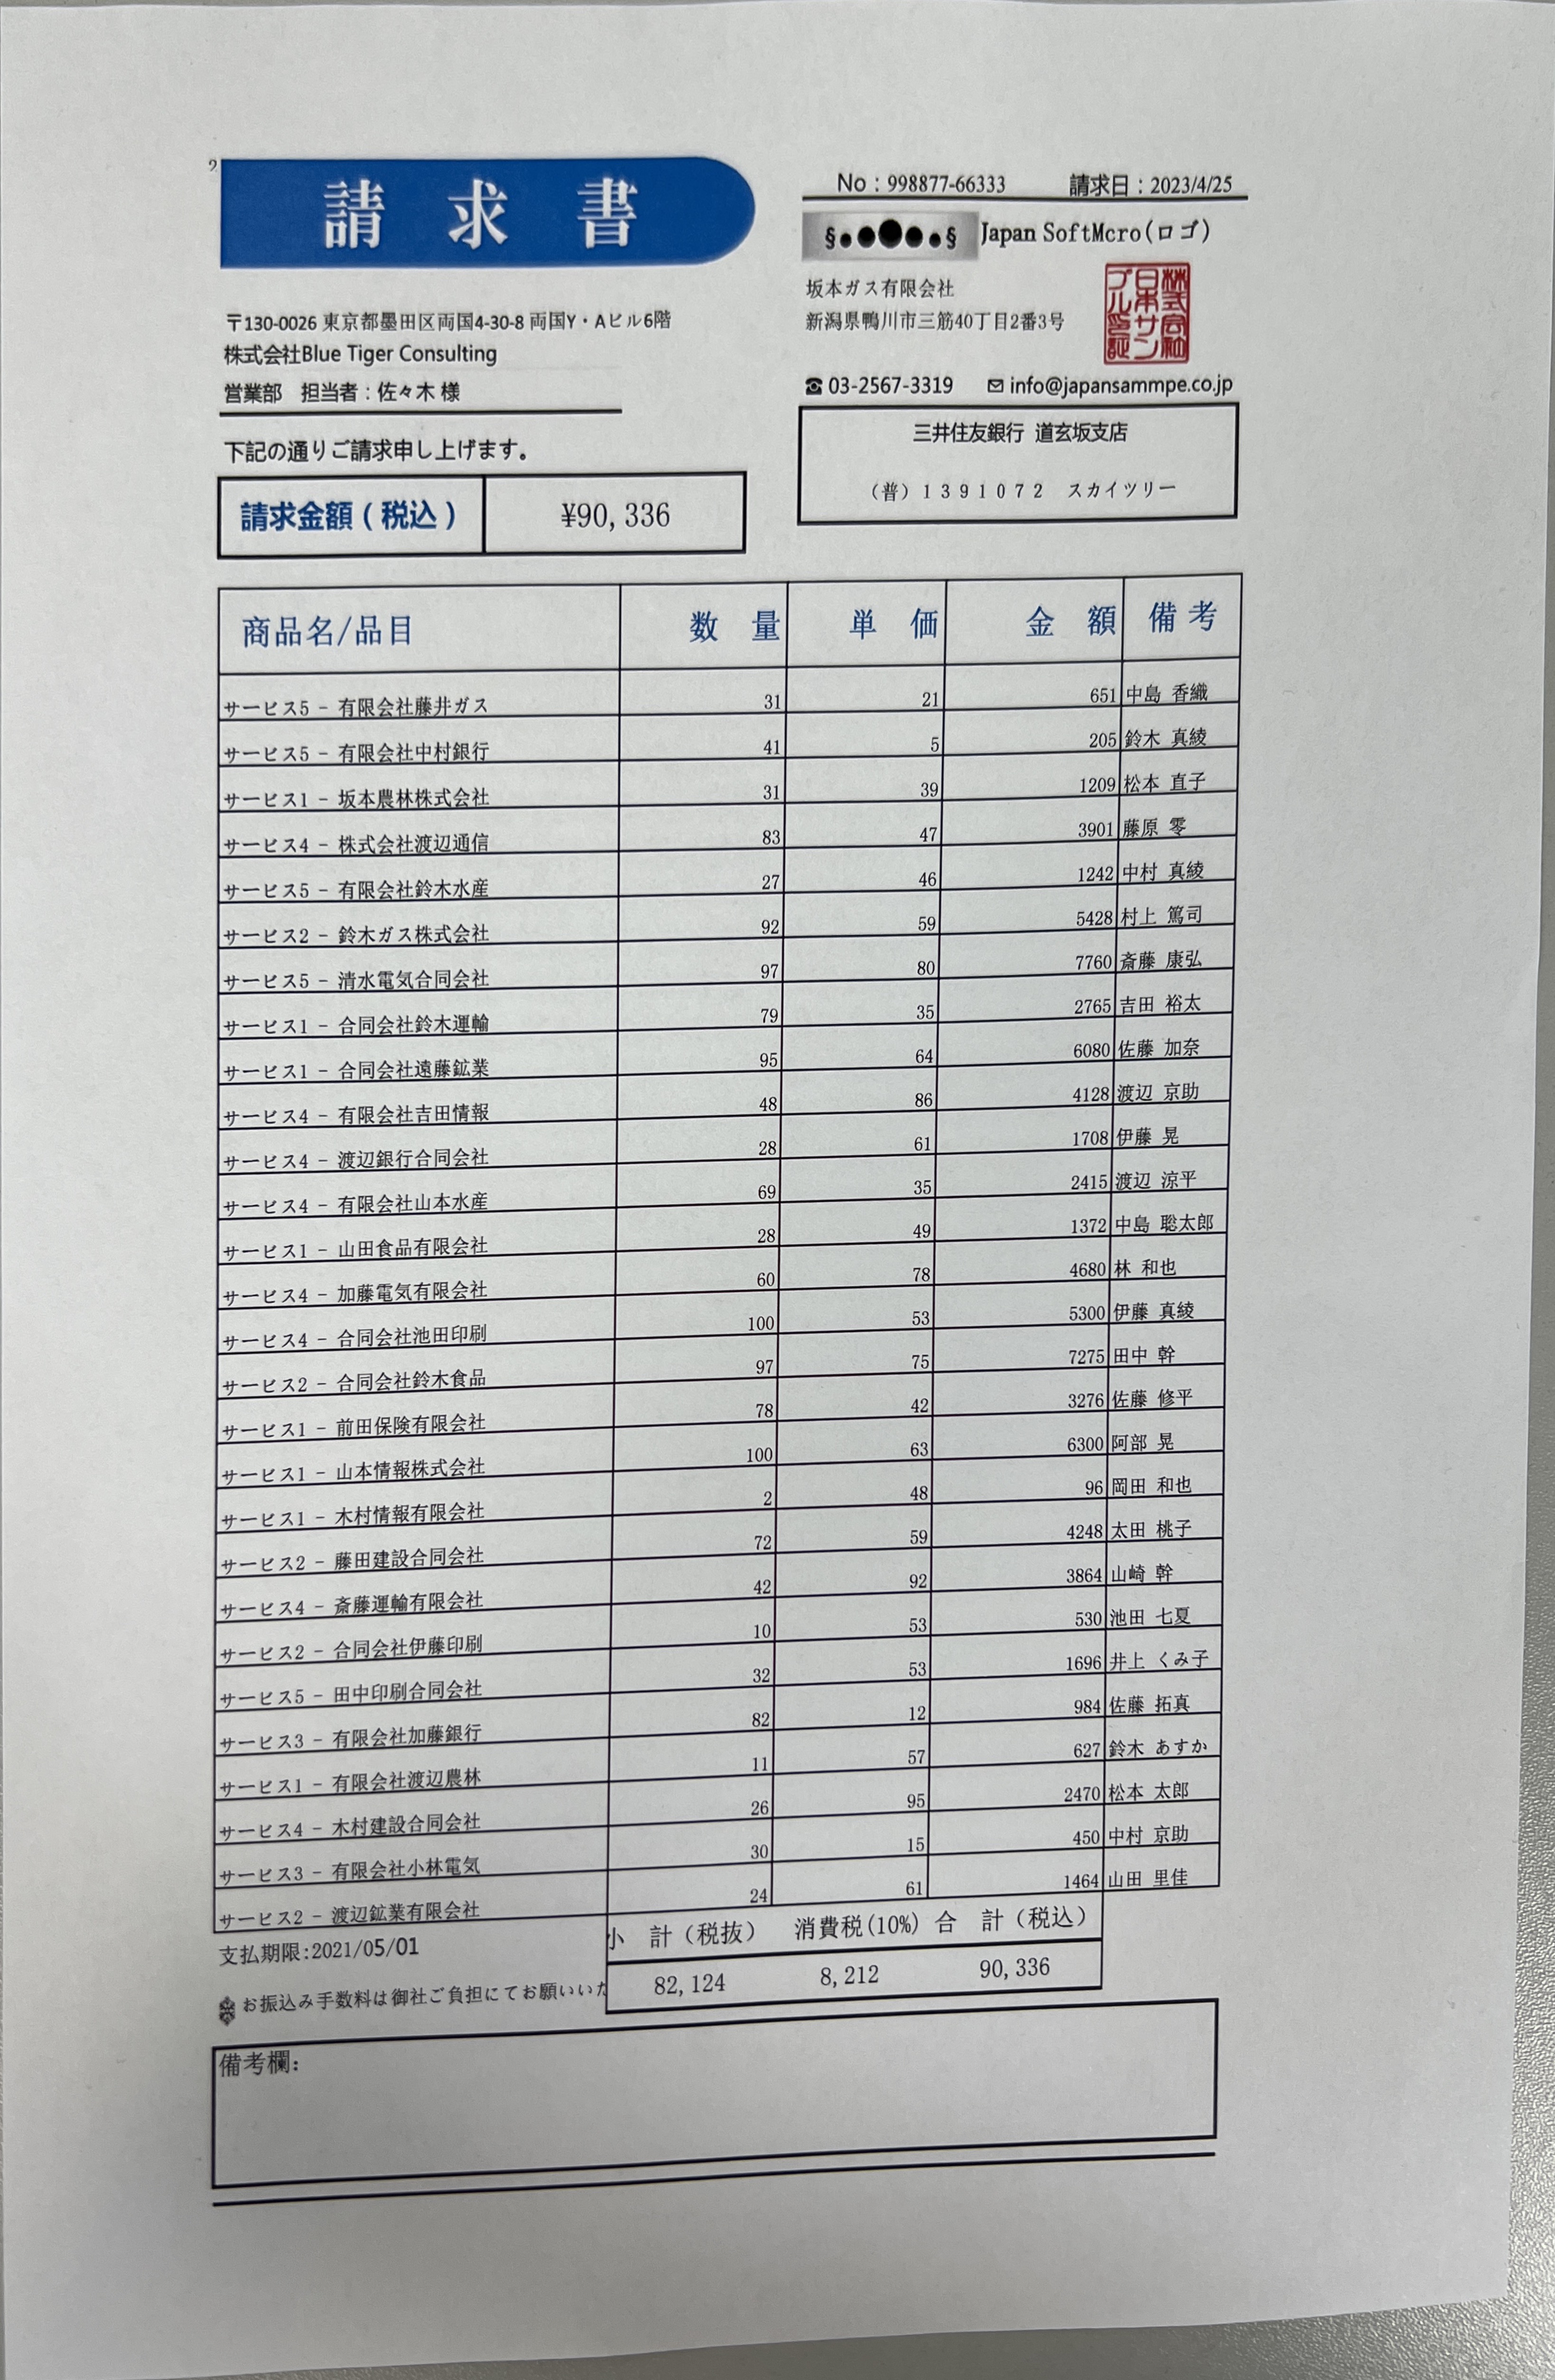 2
請 求 書
No：998877-66333 請求日：2023/4/25
§●●●●●§ Japan SoftMcro(ロゴ)
坂本ガス有限会社
新潟県鴨川市三筋40丁目2番3号
株式会社
日本サン
プル㊞証
☎ 03-2567-3319 ✉ info@japansammpe.co.jp
〒130-0026 東京都墨田区両国4-30-8 両国Y・Aビル6階
株式会社Blue Tiger Consulting
営業部 担当者：佐々木 様
下記の通りご請求申し上げます。
三井住友銀行 道玄坂支店
（普）1391072 スカイツリー
請求金額（税込） ¥90,336
商品名/品目 数 量 単 価 金 額 備考
サービス5 - 有限会社藤井ガス 31 21 651 中島 香織
サービス5 - 有限会社中村銀行 41 5 205 鈴木 真綾
サービス1 - 坂本農林株式会社 31 39 1209 松本 直子
サービス4 - 株式会社渡辺通信 83 47 3901 藤原 零
サービス5 - 有限会社鈴木水産 27 46 1242 中村 真綾
サービス2 - 鈴木ガス株式会社 92 59 5428 村上 篤司
サービス5 - 清水電気合同会社 97 80 7760 斎藤 康弘
サービス1 - 合同会社鈴木運輸 79 35 2765 吉田 裕太
サービス1 - 合同会社遠藤鉱業 95 64 6080 佐藤 加奈
サービス4 - 有限会社吉田情報 48 86 4128 渡辺 京助
サービス4 - 渡辺銀行合同会社 28 61 1708 伊藤 晃
サービス4 - 有限会社山本水産 69 35 2415 渡辺 涼平
サービス1 - 山田食品有限会社 28 49 1372 中島 聡太郎
サービス4 - 加藤電気有限会社 60 78 4680 林 和也
サービス4 - 合同会社池田印刷 100 53 5300 伊藤 真綾
サービス2 - 合同会社鈴木食品 97 75 7275 田中 幹
サービス1 - 前田保険有限会社 78 42 3276 佐藤 修平
サービス1 - 山本情報株式会社 100 63 6300 阿部 晃
サービス1 - 木村情報有限会社 2 48 96 岡田 和也
サービス2 - 藤田建設合同会社 72 59 4248 太田 桃子
サービス4 - 斎藤運輸有限会社 42 92 3864 山崎 幹
サービス2 - 合同会社伊藤印刷 10 53 530 池田 七夏
サービス5 - 田中印刷合同会社 32 53 1696 井上 くみ子
サービス3 - 有限会社加藤銀行 82 12 984 佐藤 拓真
サービス1 - 有限会社渡辺農林 11 57 627 鈴木 あすか
サービス4 - 木村建設合同会社 26 95 2470 松本 太郎
サービス3 - 有限会社小林電気 30 15 450 中村 京助
サービス2 - 渡辺鉱業有限会社 24 61 1464 山田 里佳
小 計（税抜） 消費税(10%) 合 計（税込）
82,124 8,212 90,336
支払期限:2021/05/01
※お振込み手数料は御社ご負担にてお願いいた
備考欄: